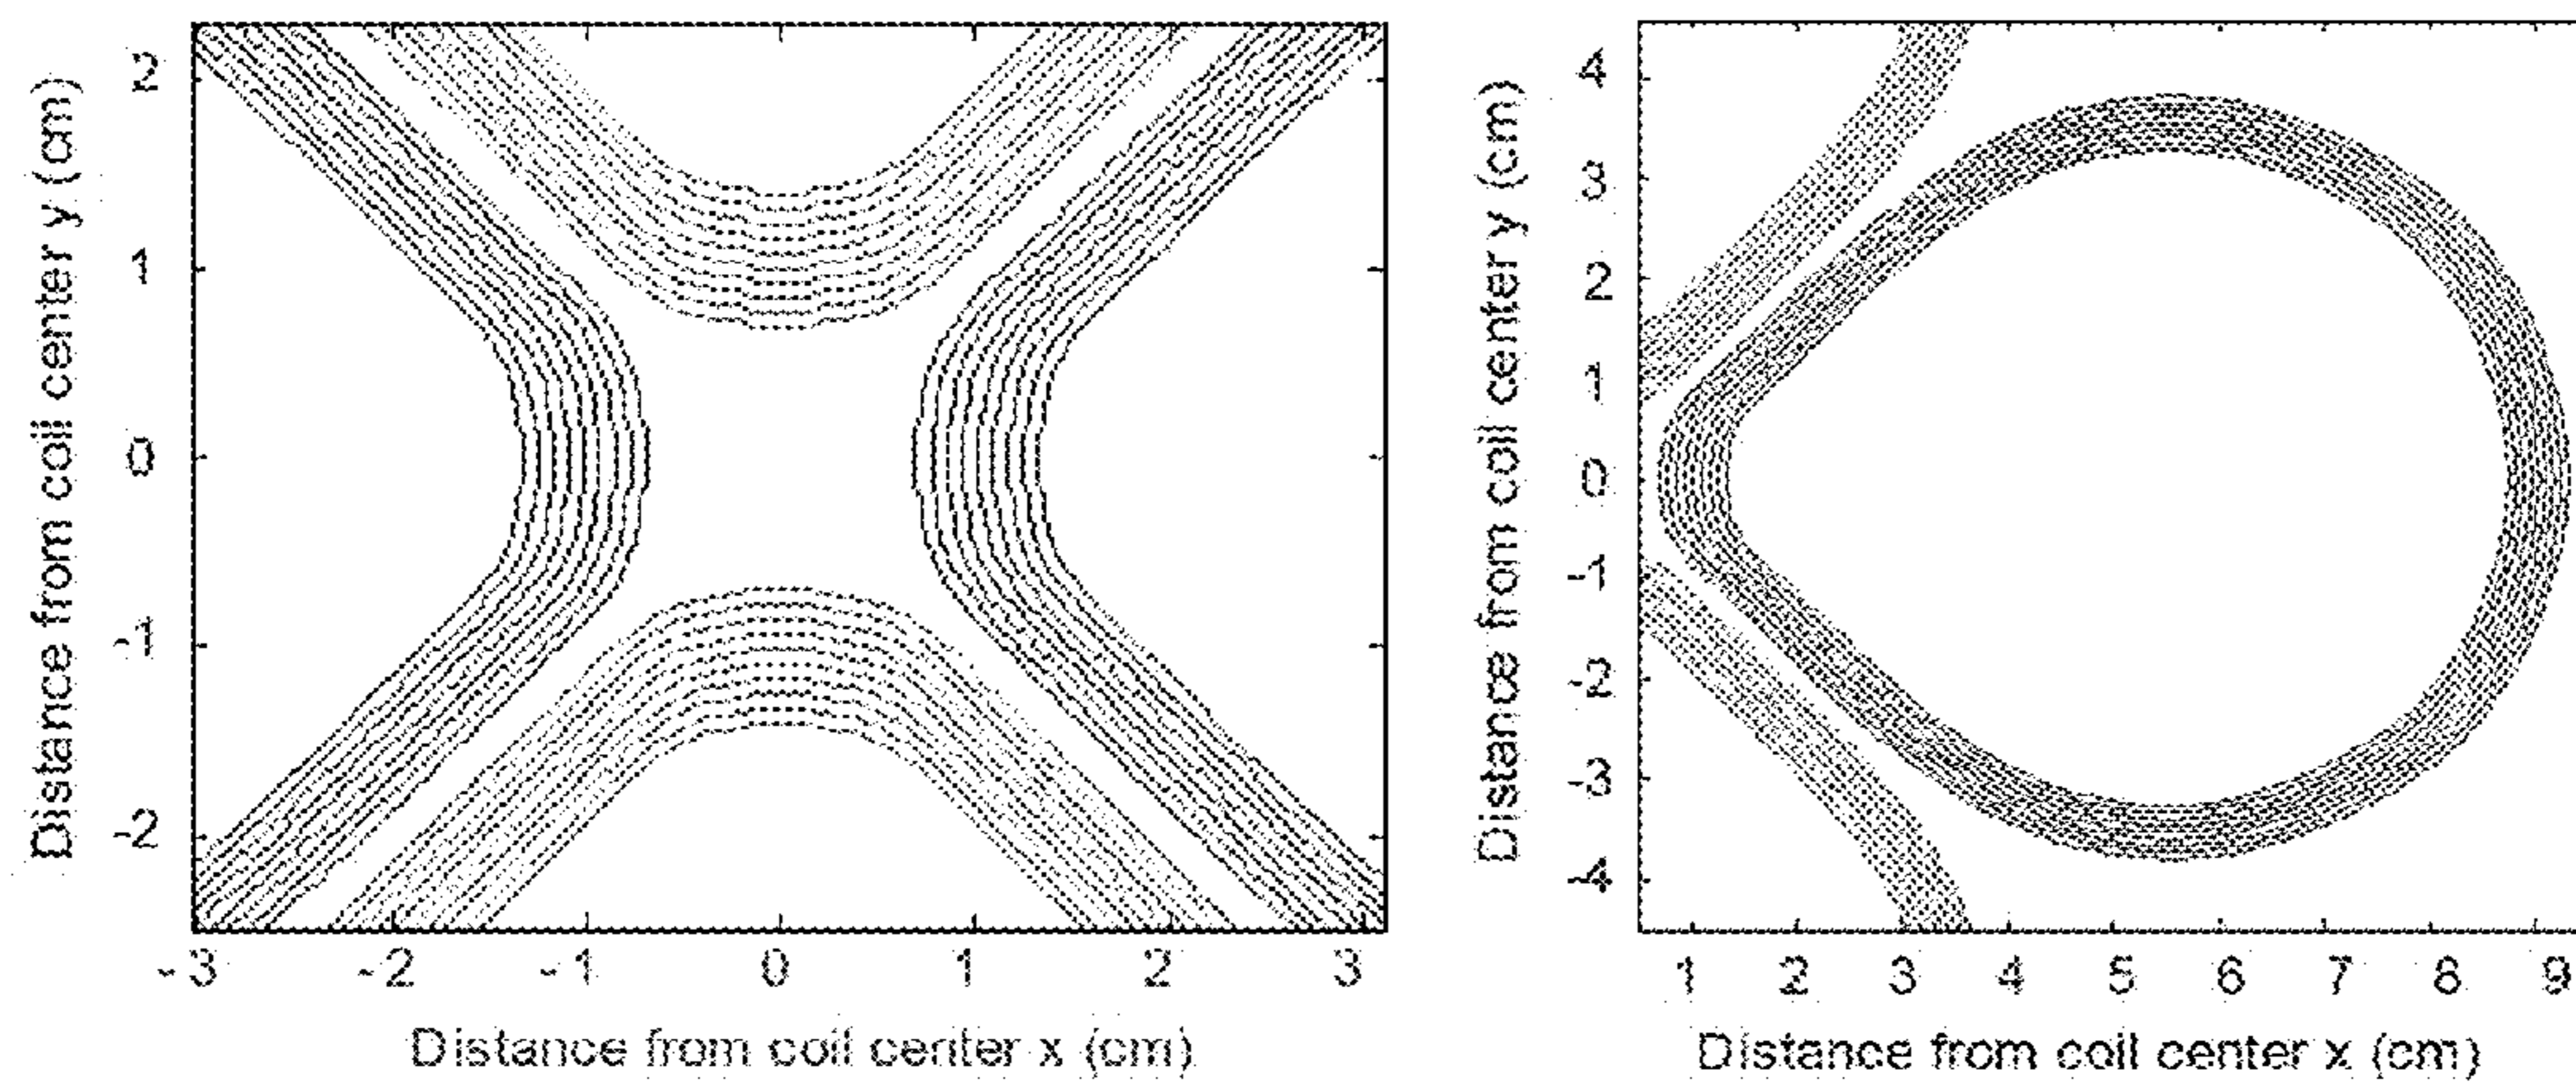 Distance from coil center y (cm)
2
1
0
-1
-2
-3 -2 -1 0 1 2 3
Distance from coil center x (cm)
Distance from coil center y (cm)
4
3
2
1
0
-1
-2
-3
-4
1 2 3 4 5 6 7 8 9
Distance from coil center x (cm)